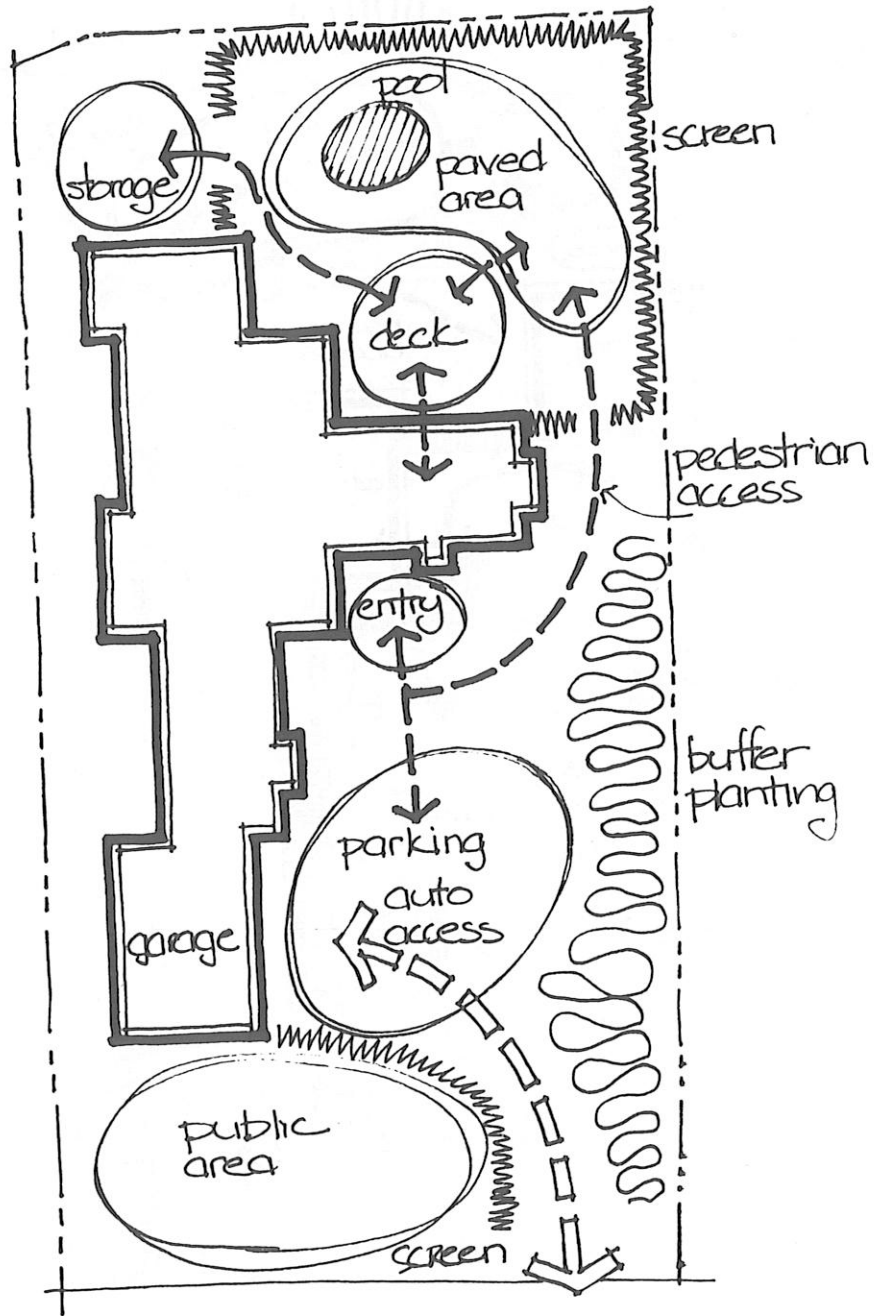 pool
screen
storage
paved
area
deck
pedestrian
access
entry
buffer
planting
parking
auto
access
garage
public
area
screen